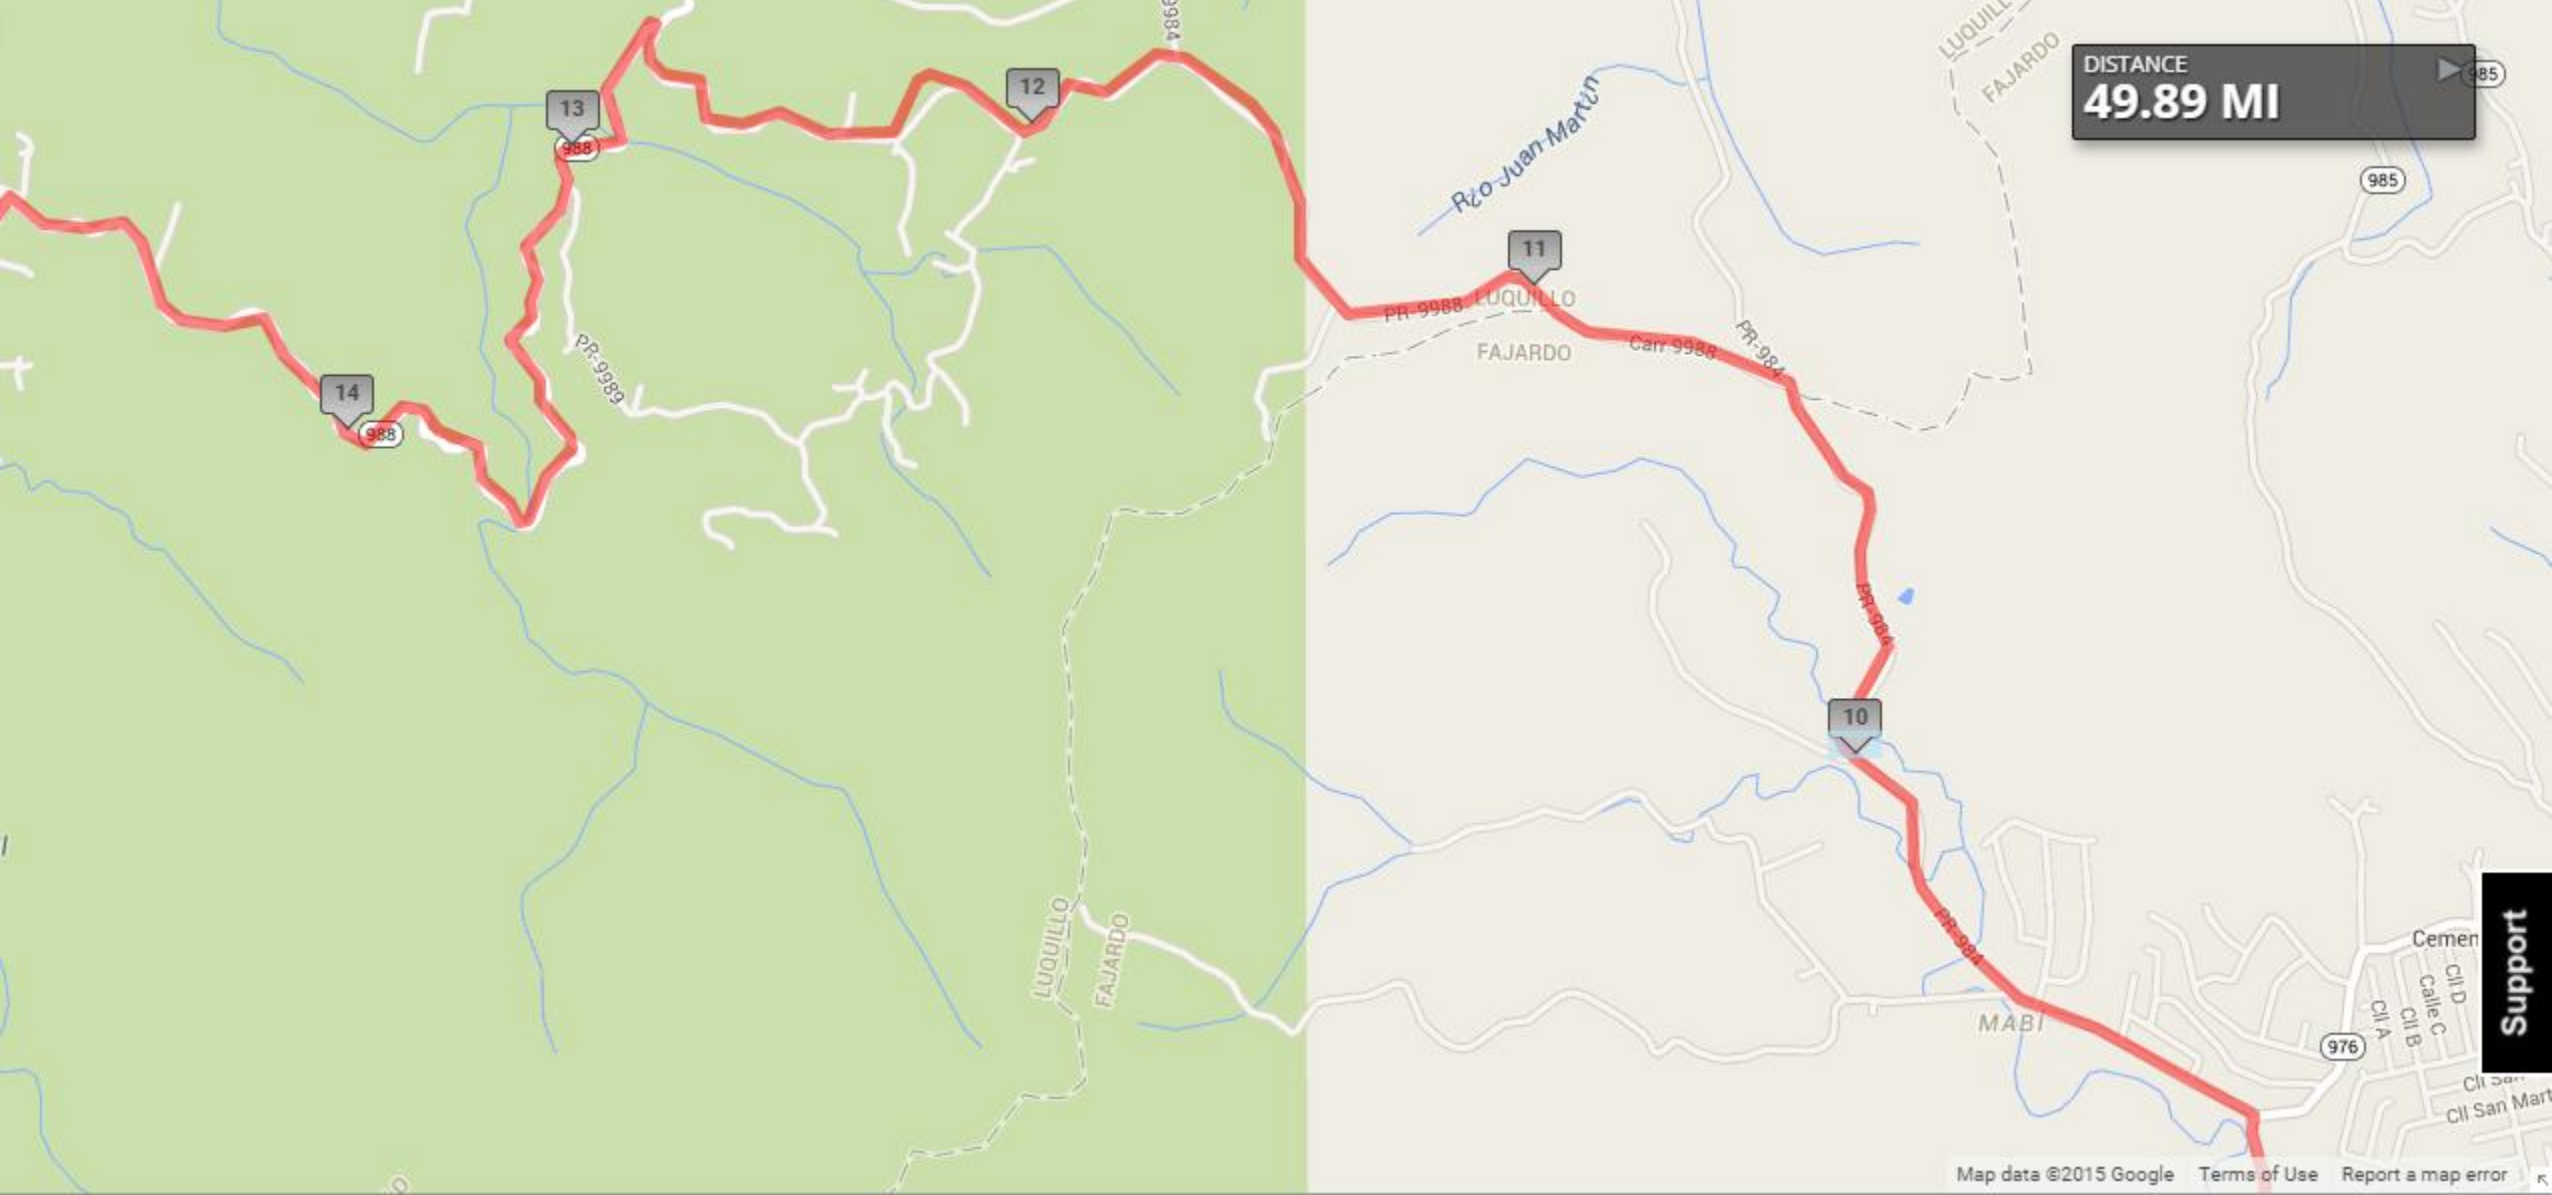 9984
LUQUILL
FAJARDO
DISTANCE
49.89 MI
985
985
12
13
988
Río Juan Martín
11
PR-9988
LUQUILLO
FAJARDO
Carr 9988
PR-984
PR-9989
14
988
PR-984
10
LUQUILLO
FAJARDO
PR-984
MABI
976
Cemen
Cll D
Calle C
Cll B
Cll A
Support
Cll San Mart
Map data ©2015 Google
Terms of Use
Report a map error